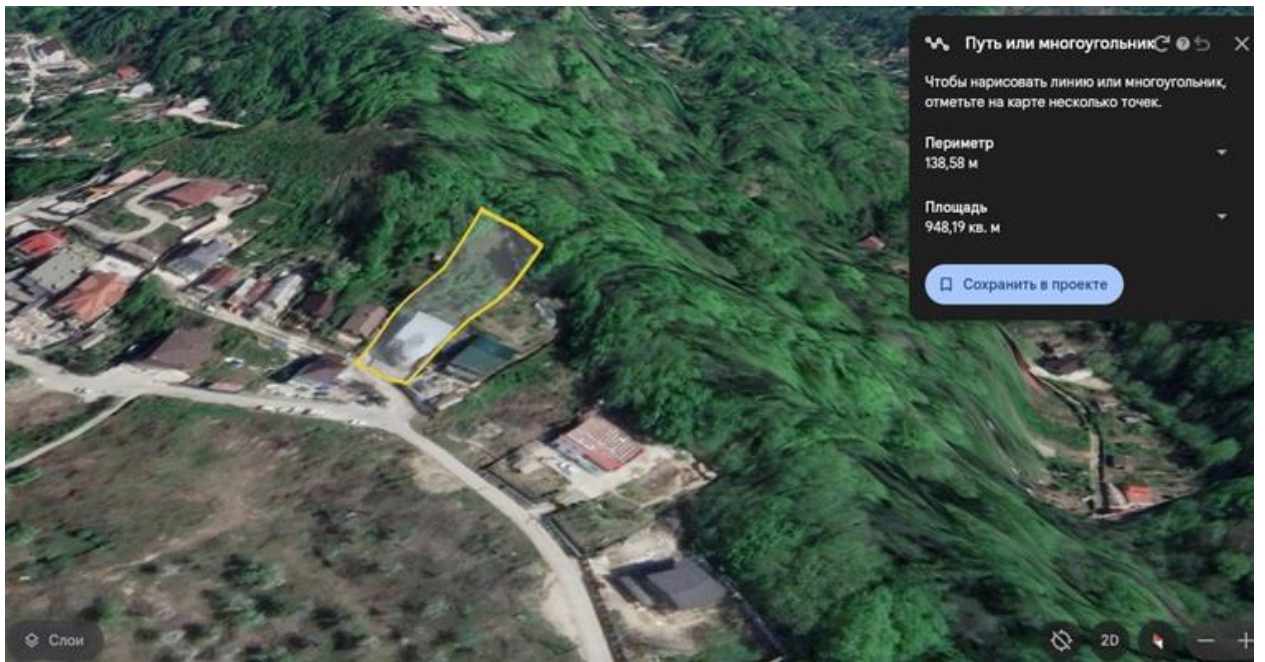 Путь или многоугольник
Чтобы нарисовать линию или многоугольник,
отметьте на карте несколько точек.
Периметр
138,58 м
Площадь
948,19 кв. м
Сохранить в проекте
Слои
2D